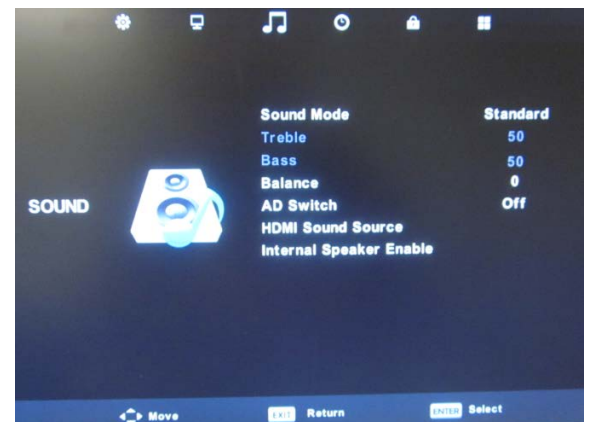 Sound Mode Standard
Treble 50
Bass 50
Balance 0
SOUND AD Switch Off
HDMI Sound Source
Internal Speaker Enable
Move EXIT Return ENTER Select